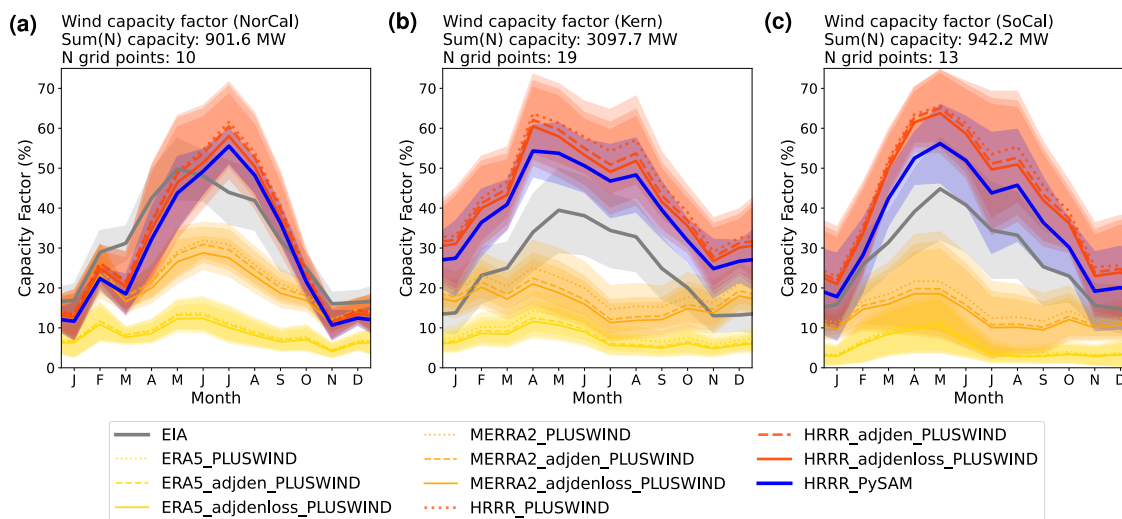 (a)
Wind capacity factor (NorCal)
Sum(N) capacity: 901.6 MW
N grid points: 10
Capacity Factor (%)
70
60
50
40
30
20
10
0
J F M A M J J A S O N D
Month
(b)
Wind capacity factor (Kern)
Sum(N) capacity: 3097.7 MW
N grid points: 19
Capacity Factor (%)
70
60
50
40
30
20
10
0
J F M A M J J A S O N D
Month
(c)
Wind capacity factor (SoCal)
Sum(N) capacity: 942.2 MW
N grid points: 13
Capacity Factor (%)
70
60
50
40
30
20
10
0
J F M A M J J A S O N D
Month
EIA
ERA5_PLUSWIND
ERA5_adjden_PLUSWIND
ERA5_adjdenloss_PLUSWIND
MERRA2_PLUSWIND
MERRA2_adjden_PLUSWIND
MERRA2_adjdenloss_PLUSWIND
HRRR_PLUSWIND
HRRR_adjden_PLUSWIND
HRRR_adjdenloss_PLUSWIND
HRRR_PySAM